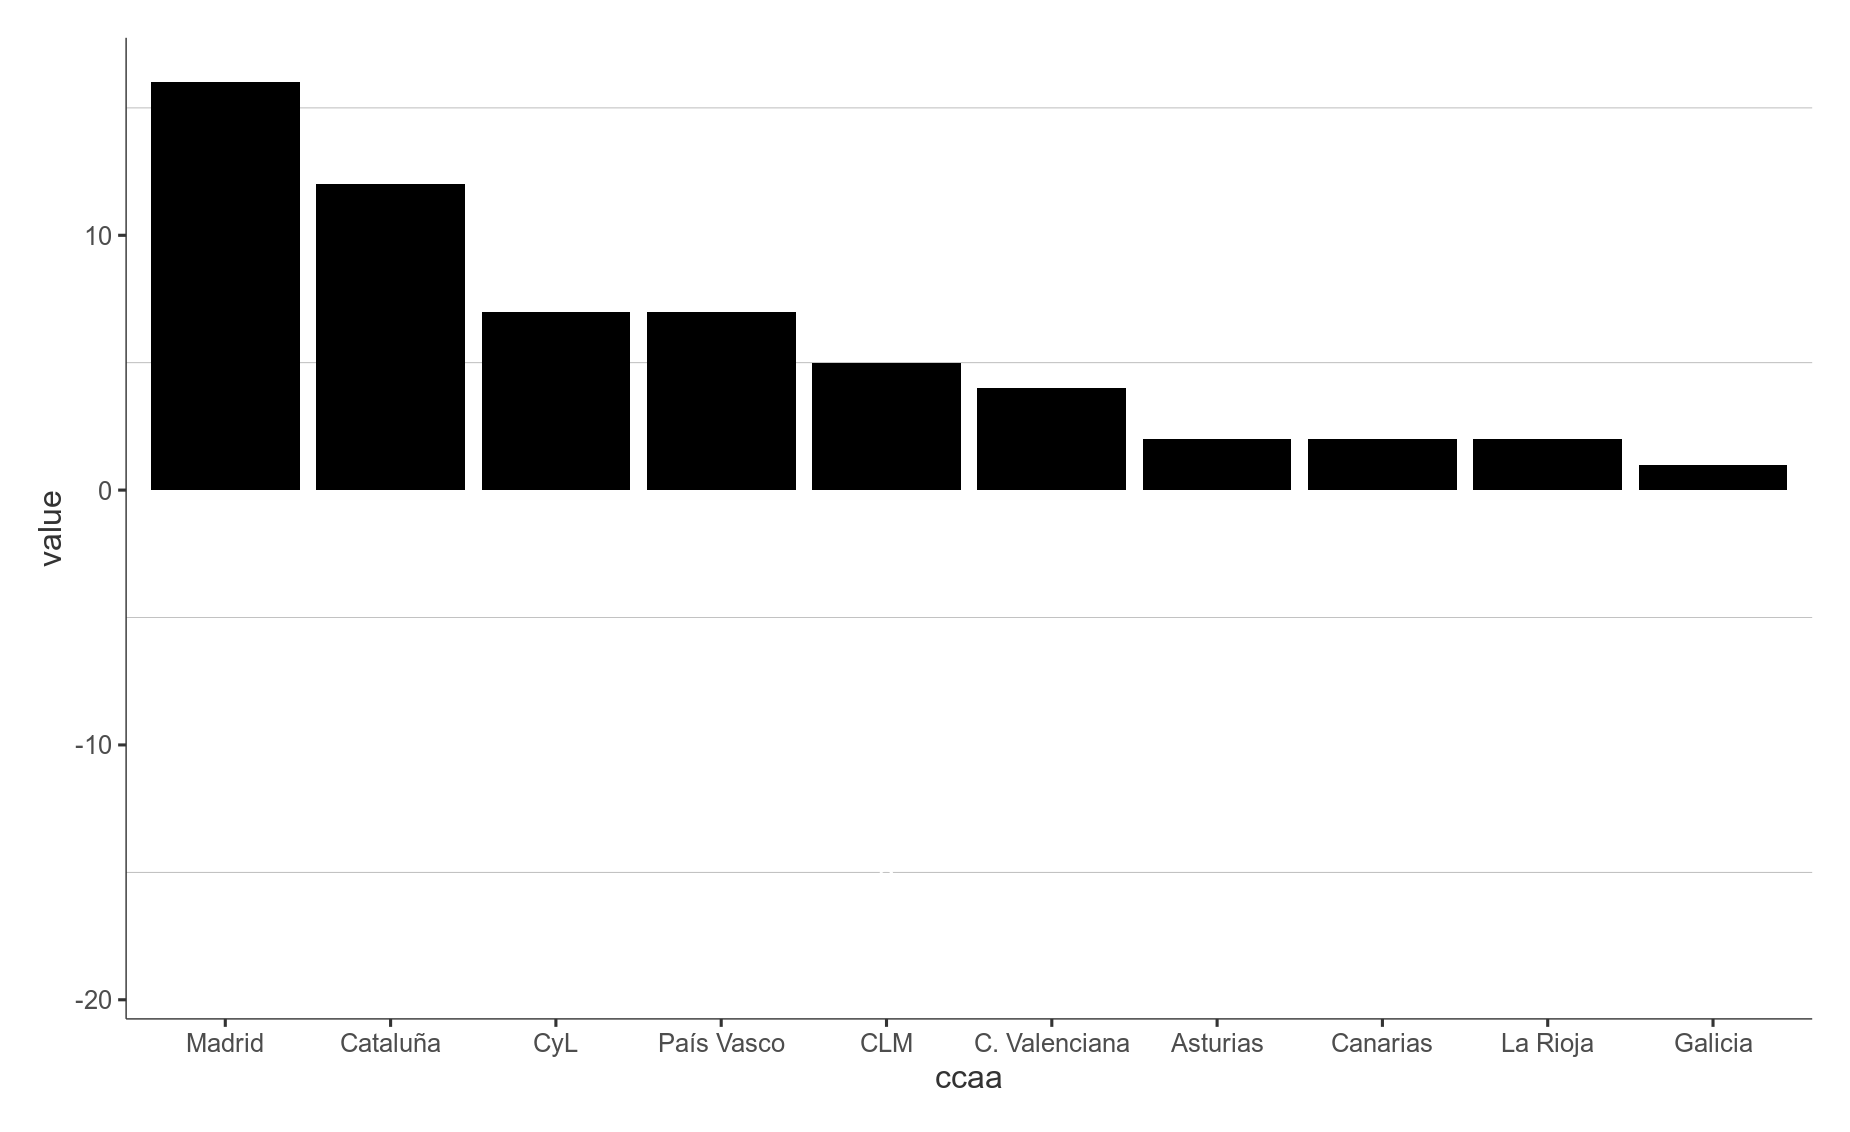 value
10
0
-10
-20
Madrid Cataluña CyL País Vasco CLM C. Valenciana Asturias Canarias La Rioja Galicia
ccaa